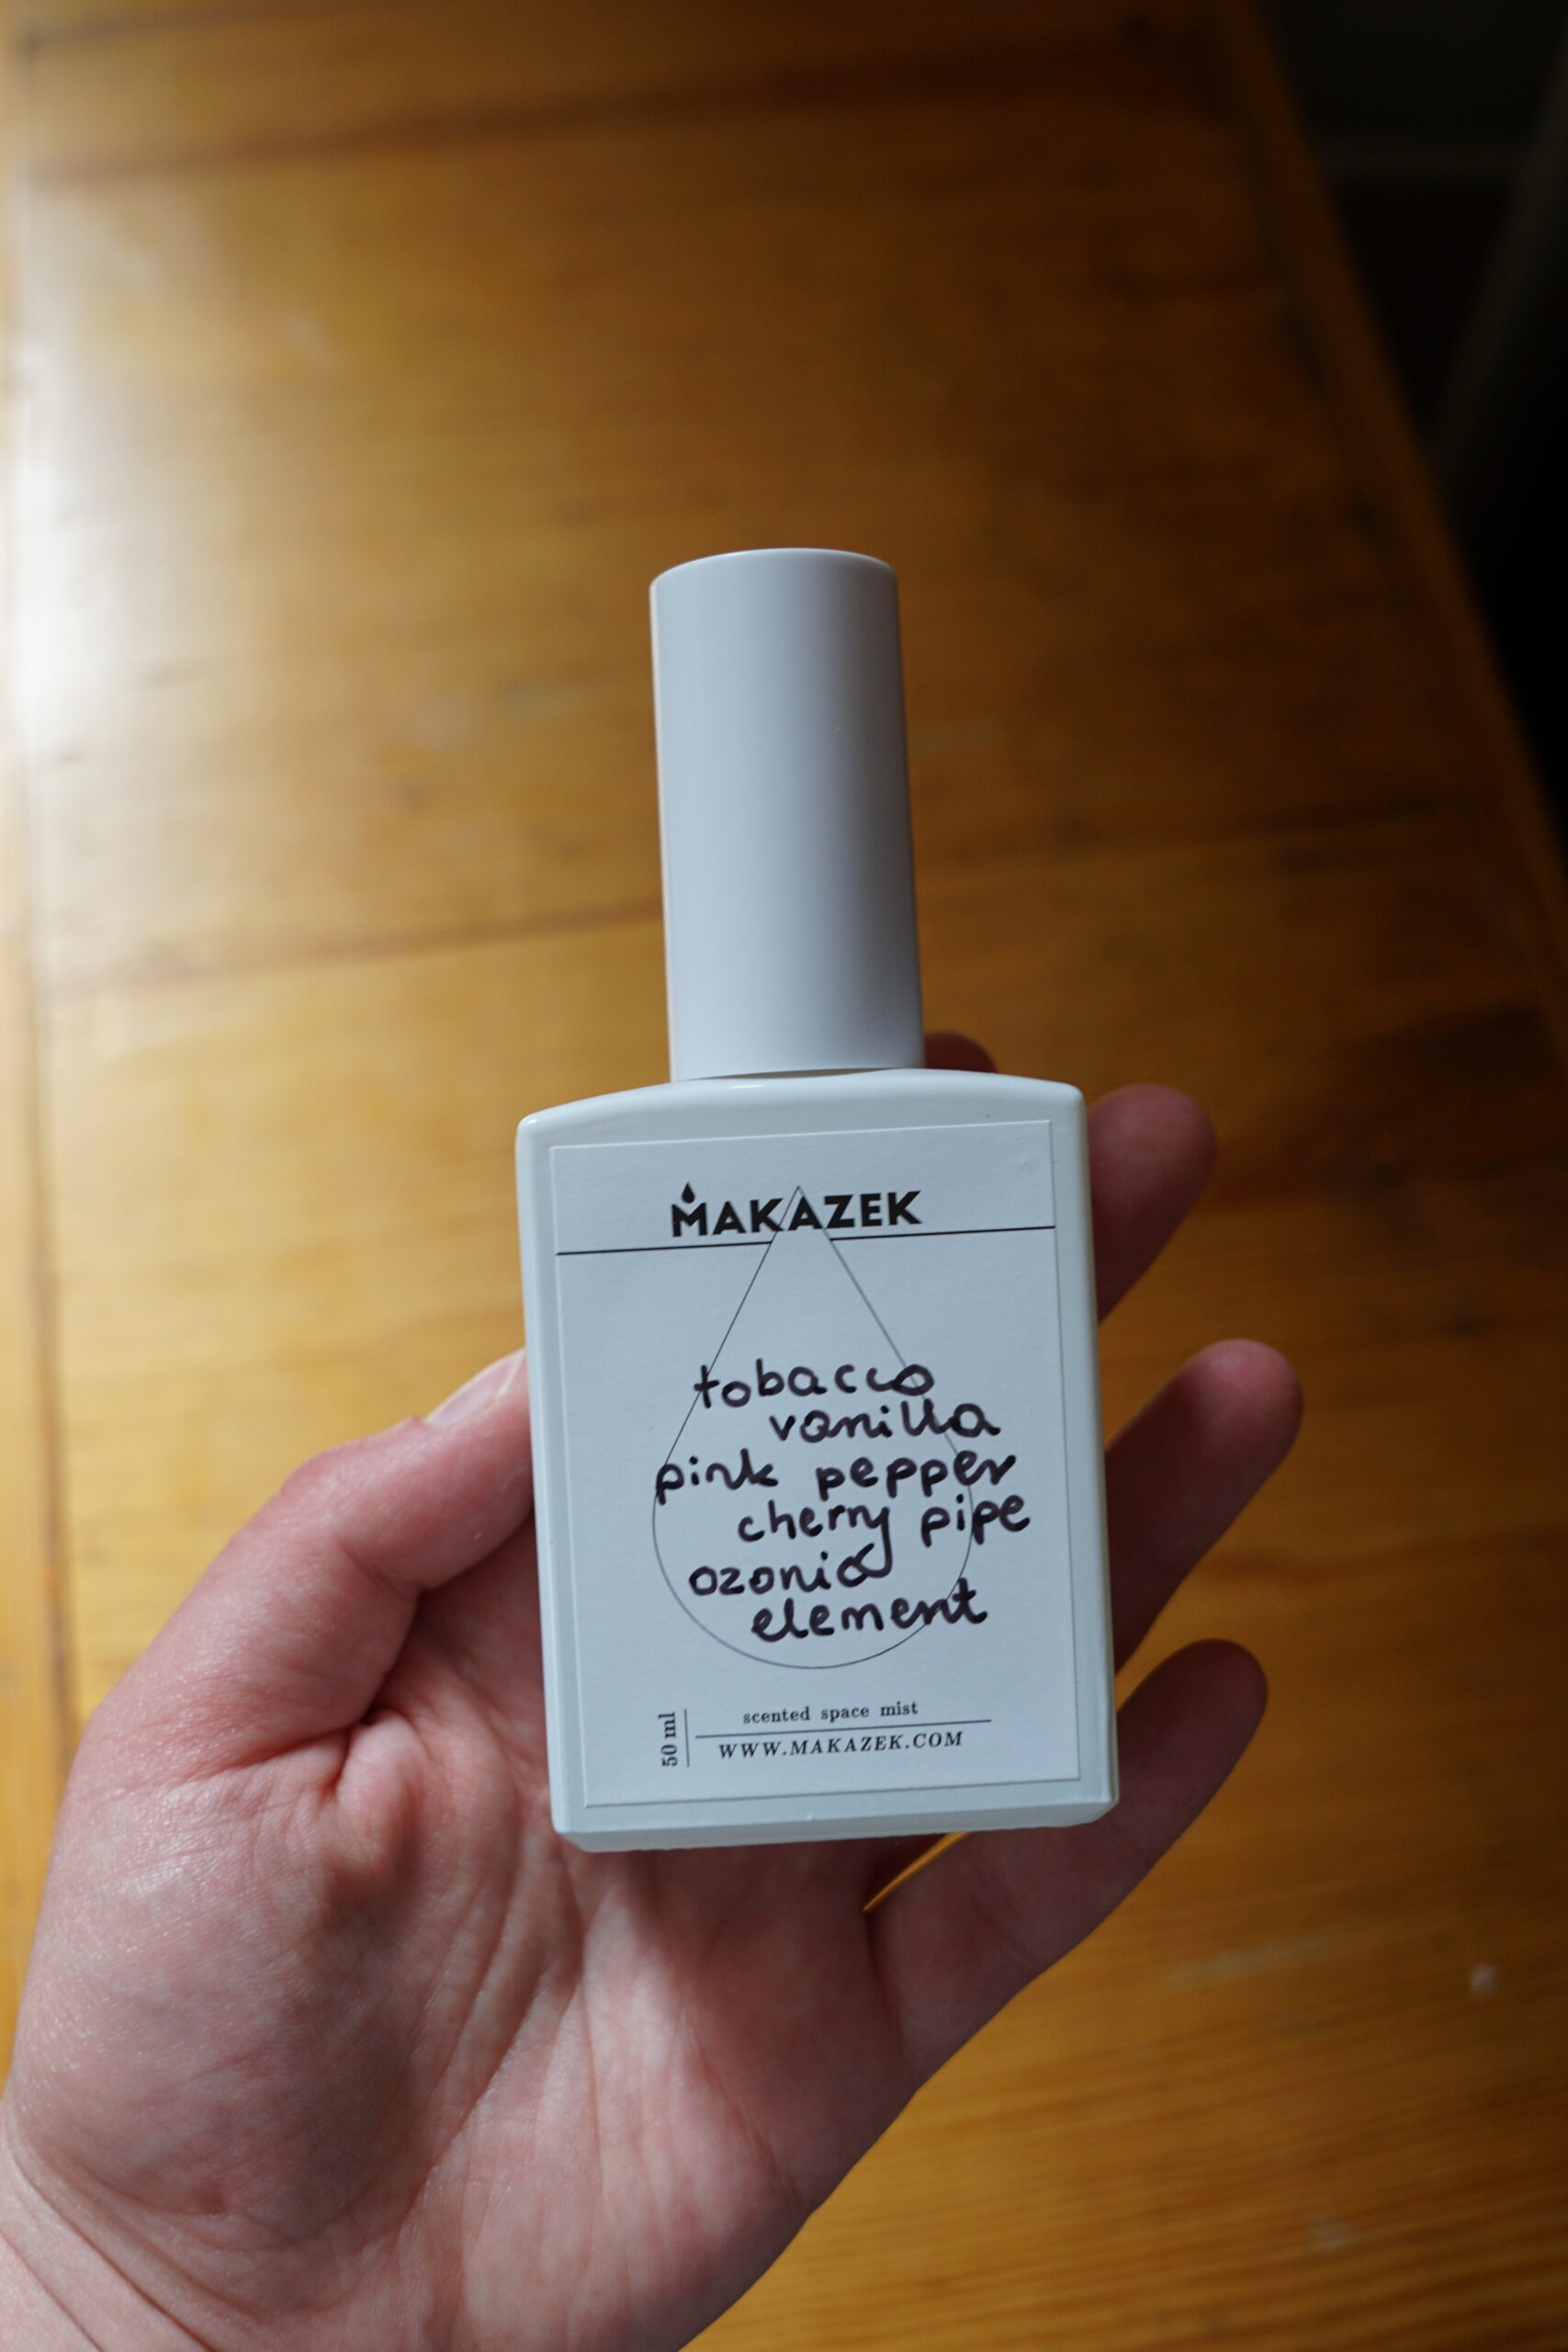 MAKAZEK
tobacco
vanilla
pink pepper
cherry pipe
ozonic
element
50 ml
scented space mist
WWW.MAKAZEK.COM